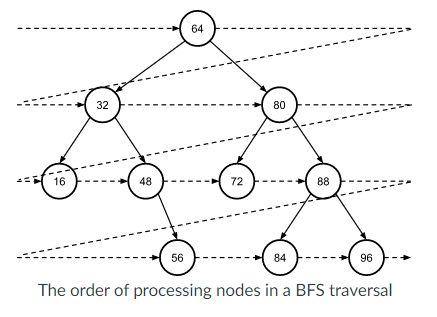 64
32 80
16 48 72 88
56 84 96
The order of processing nodes in a BFS traversal